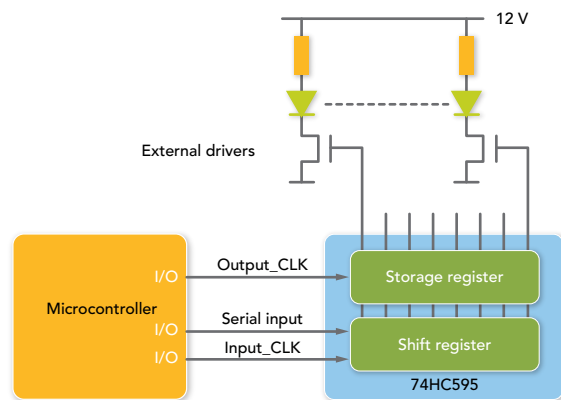 12 V
External drivers
Output_CLK
I/O
Storage register
Microcontroller
Serial input
I/O
Input_CLK
I/O
Shift register
74HC595